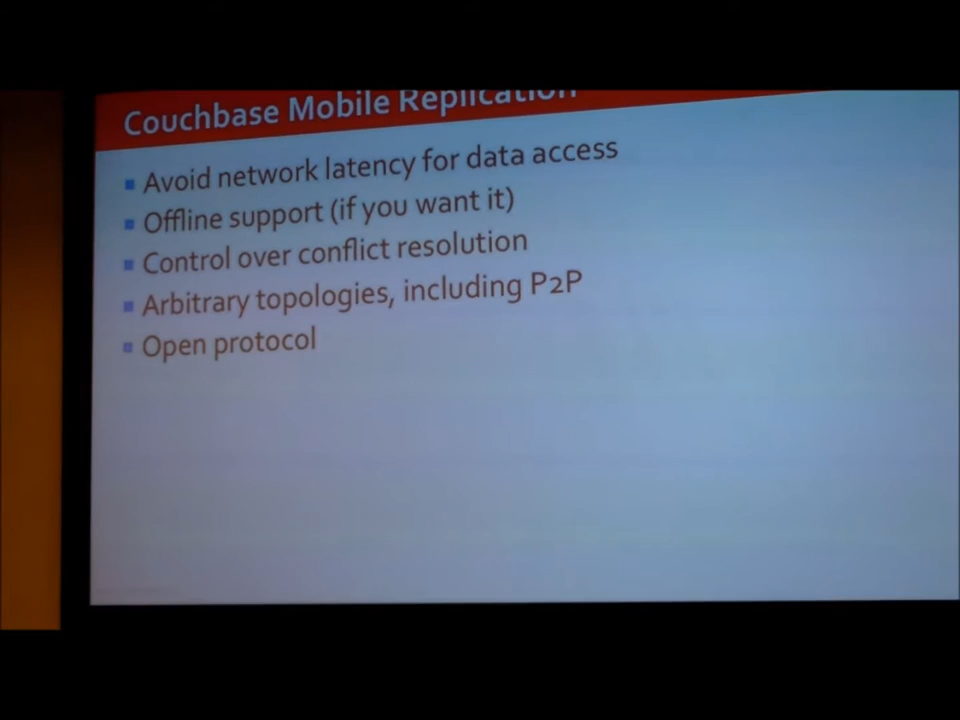 Couchbase Mobile Replication
Avoid network latency for data access
Offline support (if you want it)
Control over conflict resolution
Arbitrary topologies, including P2P
Open protocol